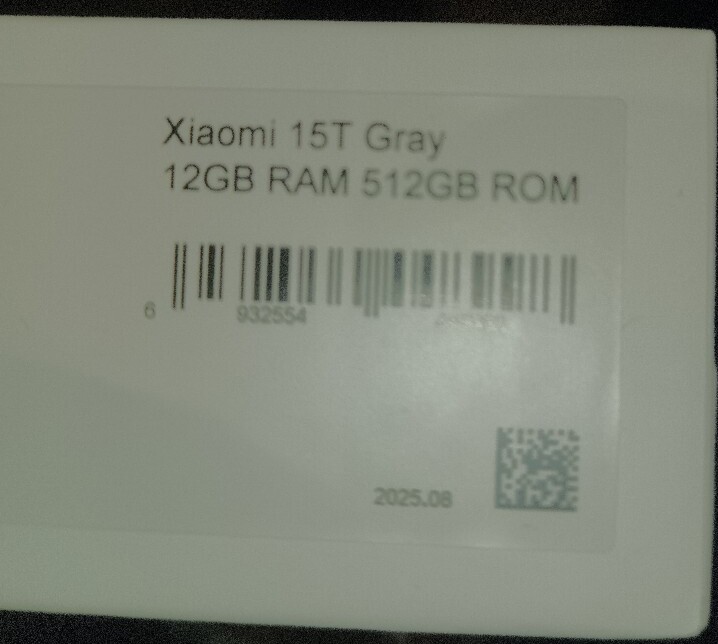 Xiaomi 15T Gray
12GB RAM 512GB ROM
6 932554
2025.08